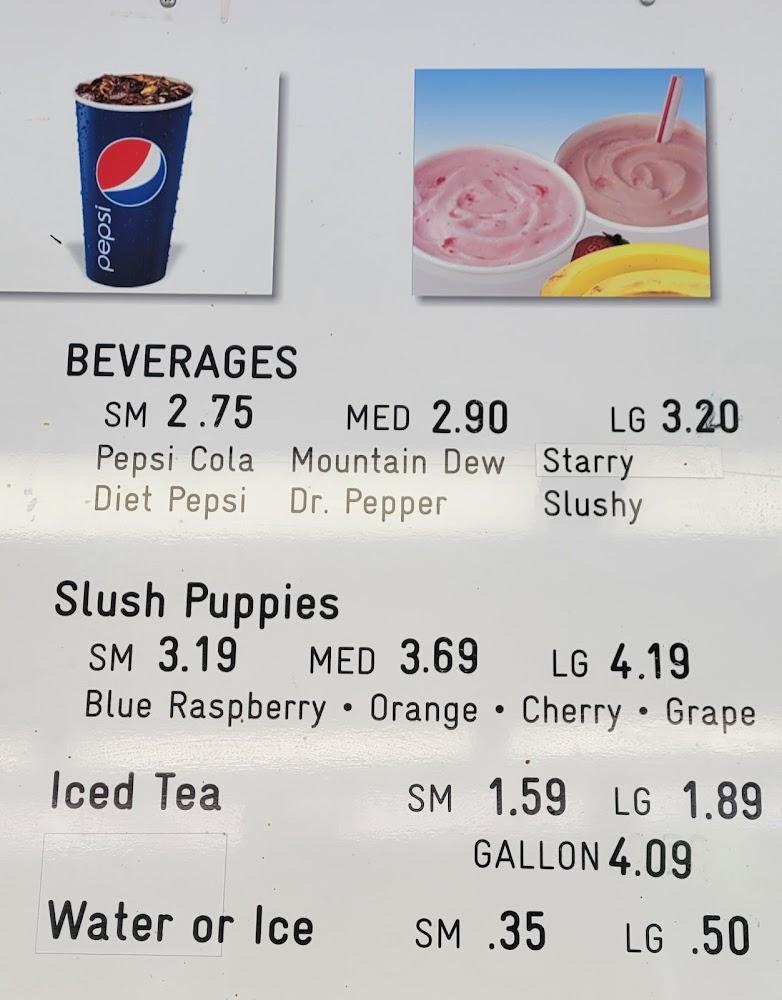 pepsi
BEVERAGES
SM 2.75 MED 2.90 LG 3.20
Pepsi Cola Mountain Dew Starry
Diet Pepsi Dr. Pepper Slushy
Slush Puppies
SM 3.19 MED 3.69 LG 4.19
Blue Raspberry • Orange • Cherry • Grape
Iced Tea SM 1.59 LG 1.89
GALLON 4.09
Water or Ice SM .35 LG .50